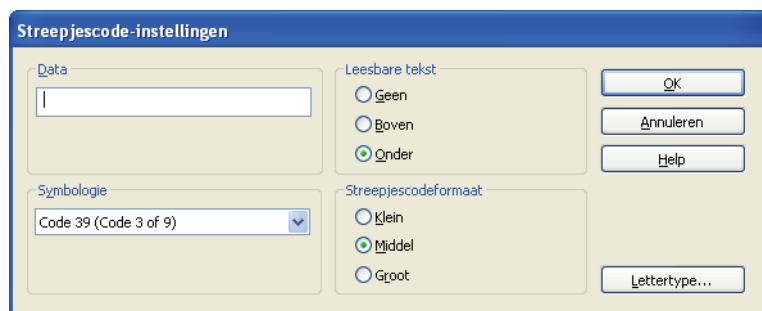 Streepjescode-instellingen
Data
Leesbare tekst
Geen
Boven
Onder
OK
Annuleren
Help
Symbologie
Code 39 (Code 3 of 9)
Streepjescodeformaat
Klein
Middel
Groot
Lettertype...